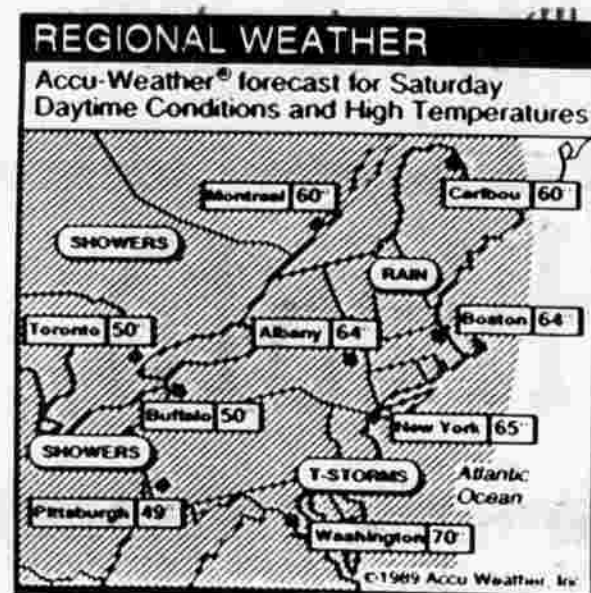 REGIONAL WEATHER
Accu-Weather® forecast for Saturday
Daytime Conditions and High Temperatures
Montreal 60°
Caribou 60°
SHOWERS
RAIN
Toronto 50°
Albany 64°
Boston 64°
Buffalo 50°
New York 65°
SHOWERS
T-STORMS
Atlantic
Ocean
Pittsburgh 49°
Washington 70°
©1989 Accu Weather, Inc